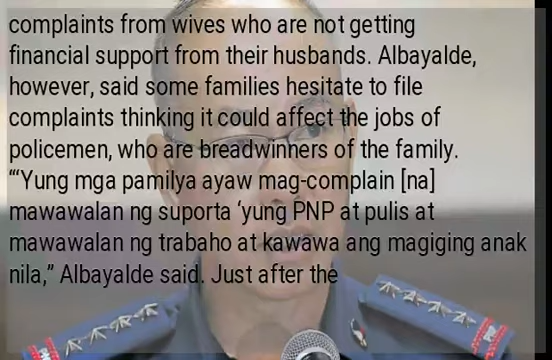 complaints from wives who are not getting
financial support from their husbands. Albayalde,
however, said some families hesitate to file
complaints thinking it could affect the jobs of
policemen, who are breadwinners of the family.
“‘Yung mga pamilya ayaw mag-complain [na]
mawawalan ng suporta ‘yung PNP at pulis at
mawawalan ng trabaho at kawawa ang magiging anak
nila,” Albayalde said. Just after the